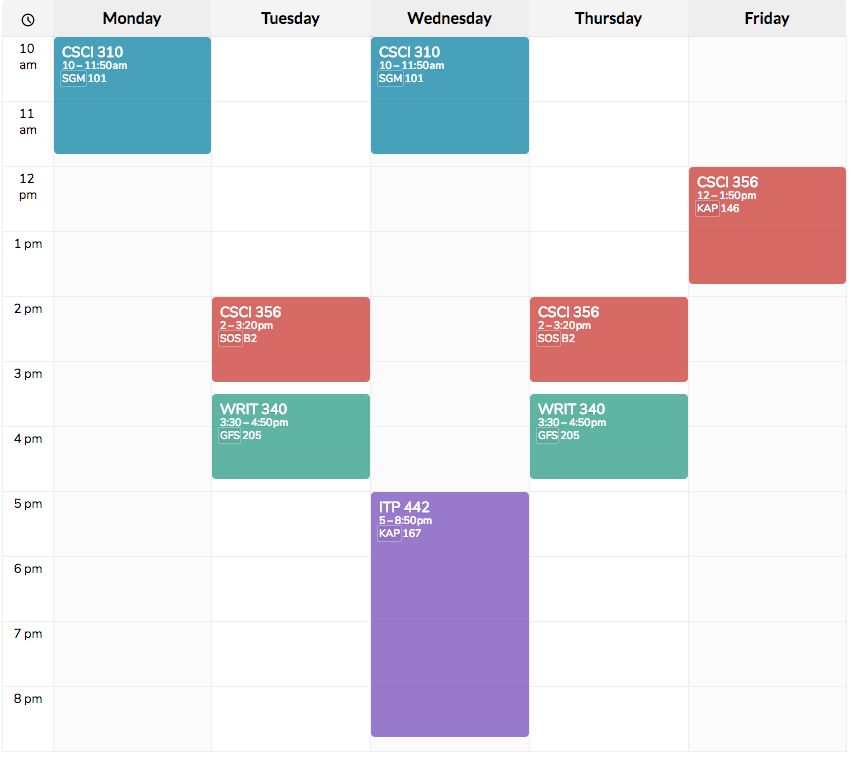 Monday Tuesday Wednesday Thursday Friday
10
am
CSCI 310
10 – 11:50am
SGM 101
CSCI 310
10 – 11:50am
SGM 101
11
am
12
pm
CSCI 356
12 – 1:50pm
KAP 146
1 pm
2 pm
CSCI 356
2 – 3:20pm
SOS B2
CSCI 356
2 – 3:20pm
SOS B2
3 pm
WRIT 340
3:30 – 4:50pm
GFS 205
WRIT 340
3:30 – 4:50pm
GFS 205
4 pm
5 pm
ITP 442
5 – 8:50pm
KAP 167
6 pm
7 pm
8 pm